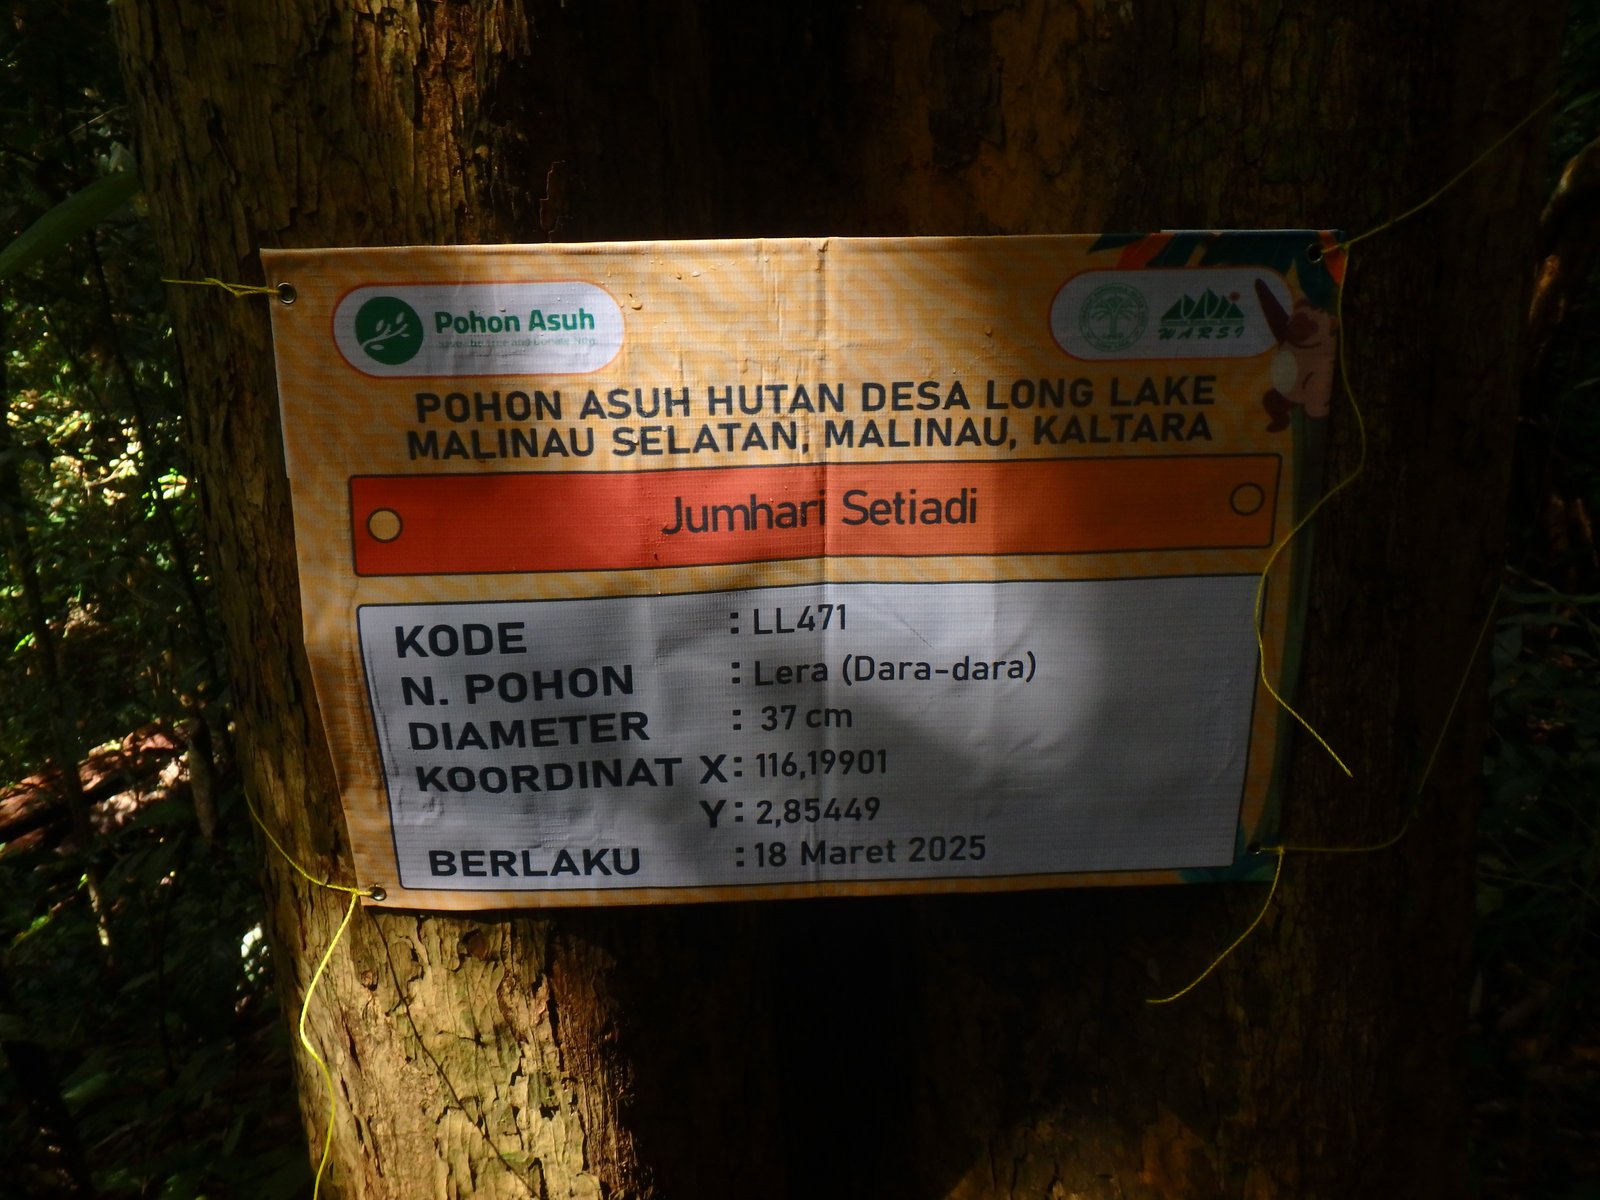 Pohon Asuh
WARSI
POHON ASUH HUTAN DESA LONG LAKE
MALINAU SELATAN, MALINAU, KALTARA
Jumhari Setiadi
KODE : LL471
N. POHON : Lera (Dara-dara)
DIAMETER : 37 cm
KOORDINAT X : 116,19901
Y : 2,85449
BERLAKU : 18 Maret 2025